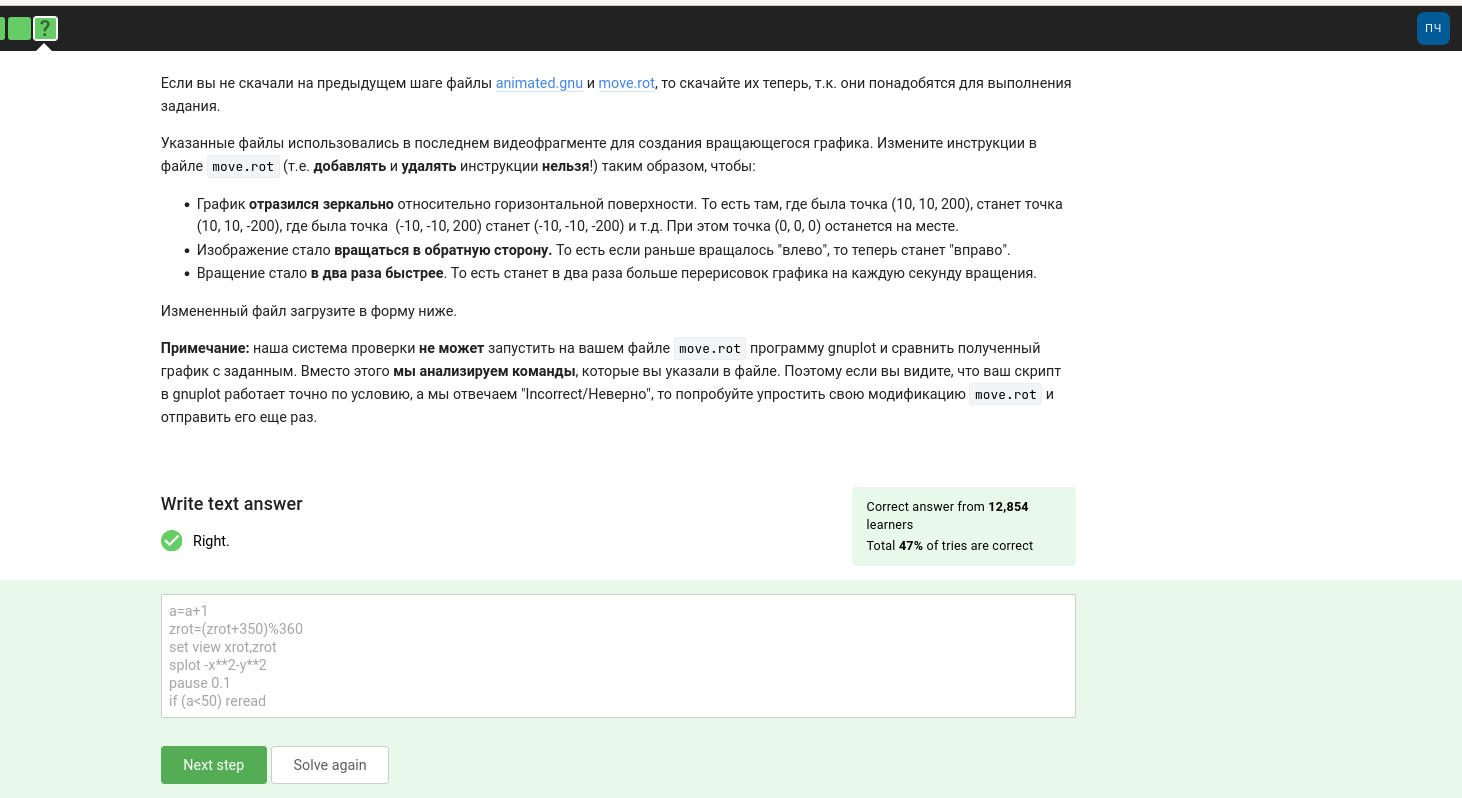 ?
ПЧ
Если вы не скачали на предыдущем шаге файлы animated.gnu и move.rot, то скачайте их теперь, т.к. они понадобятся для выполнения
задания.
Указанные файлы использовались в последнем видеофрагменте для создания вращающегося графика. Измените инструкции в
файле move.rot (т.е. добавлять и удалять инструкции нельзя!) таким образом, чтобы:
• График отразился зеркально относительно горизонтальной поверхности. То есть там, где была точка (10, 10, 200), станет точка
(10, 10, -200), где была точка (-10, -10, 200) станет (-10, -10, -200) и т.д. При этом точка (0, 0, 0) останется на месте.
• Изображение стало вращаться в обратную сторону. То есть если раньше вращалось "влево", то теперь станет "вправо".
• Вращение стало в два раза быстрее. То есть станет в два раза больше перерисовок графика на каждую секунду вращения.
Измененный файл загрузите в форму ниже.
Примечание: наша система проверки не может запустить на вашем файле move.rot программу gnuplot и сравнить полученный
график с заданным. Вместо этого мы анализируем команды, которые вы указали в файле. Поэтому если вы видите, что ваш скрипт
в gnuplot работает точно по условию, а мы отвечаем "Incorrect/Неверно", то попробуйте упростить свою модификацию move.rot и
отправить его еще раз.
Write text answer
Right.
Correct answer from 12,854
learners
Total 47% of tries are correct
a=a+1
zrot=(zrot+350)%360
set view xrot,zrot
splot -x**2-y**2
pause 0.1
if (a<50) reread
Next step
Solve again